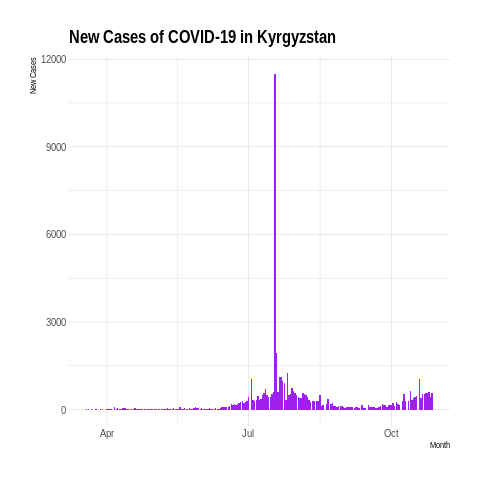 New Cases of COVID-19 in Kyrgyzstan
New Cases
12000
9000
6000
3000
0
Apr
Jul
Oct
Month